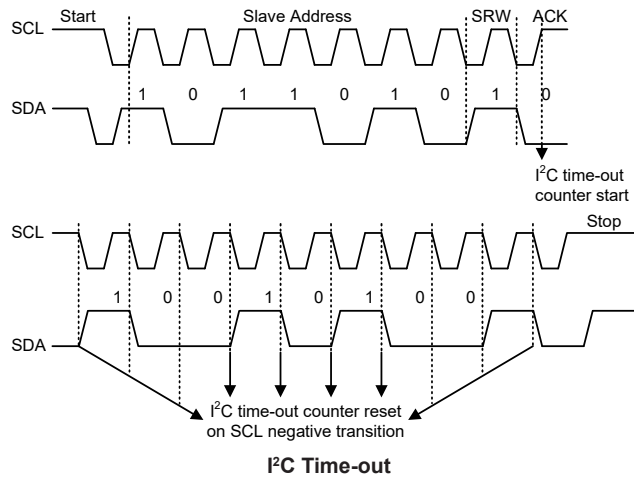 Start Slave Address SRW ACK
SCL
1 0 1 1 0 1 0 1 0
SDA
I²C time-out
counter start
SCL Stop
1 0 0 1 0 1 0 0
SDA
I²C time-out counter reset
on SCL negative transition
I²C Time-out